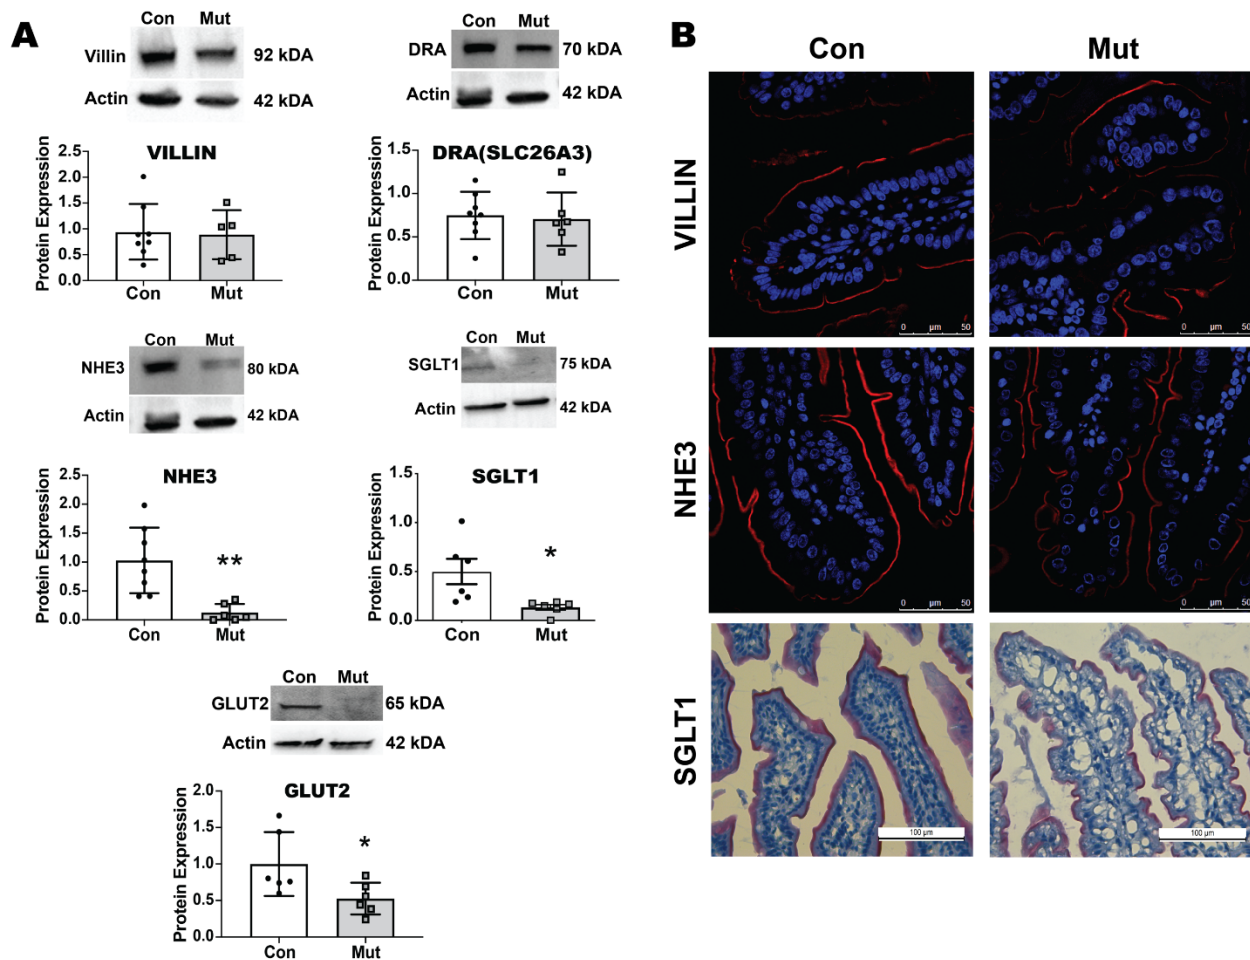 A
Con Mut
Villin 92 kDA
Actin 42 kDA
VILLIN
Protein Expression
2.5
2.0
1.5
1.0
0.5
0.0
Con Mut
Con Mut
DRA 70 kDA
Actin 42 kDA
DRA(SLC26A3)
Protein Expression
1.5
1.0
0.5
0.0
Con Mut
Con Mut
NHE3 80 kDA
Actin 42 kDA
NHE3
Protein Expression
2.5
2.0
1.5
1.0
0.5
0.0
**
Con Mut
Con Mut
SGLT1 75 kDA
Actin 42 kDA
SGLT1
Protein Expression
1.5
1.0
0.5
0.0
*
Con Mut
Con Mut
GLUT2 65 kDA
Actin 42 kDA
GLUT2
Protein Expression
2.0
1.5
1.0
0.5
0.0
*
Con Mut
B
Con Mut
VILLIN
0 µm 50
0 µm 50
NHE3
0 µm 50
0 µm 50
SGLT1
100 µm
100 µm